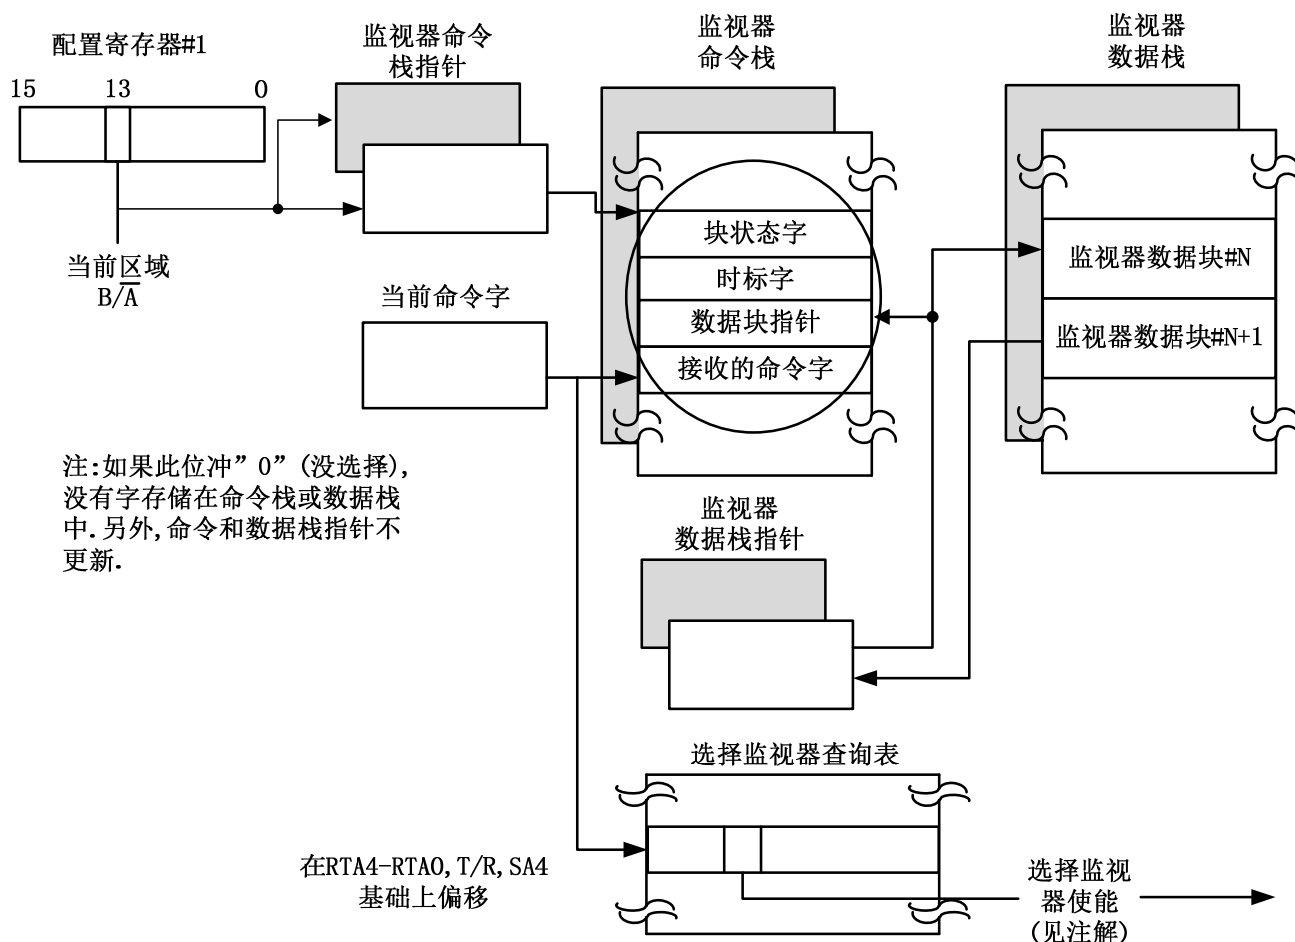 配置寄存器#1
15 13 0
当前区域
B/A̅
监视器命令
栈指针
当前命令字
监视器
命令栈
块状态字
时标字
数据块指针
接收的命令字
监视器
数据栈
监视器数据块#N
监视器数据块#N+1
注:如果此位冲”0”(没选择),
没有字存储在命令栈或数据栈
中.另外,命令和数据栈指针不
更新.
监视器
数据栈指针
选择监视器查询表
在RTA4-RTA0,T/R,SA4
基础上偏移
选择监视
器使能
(见注解)